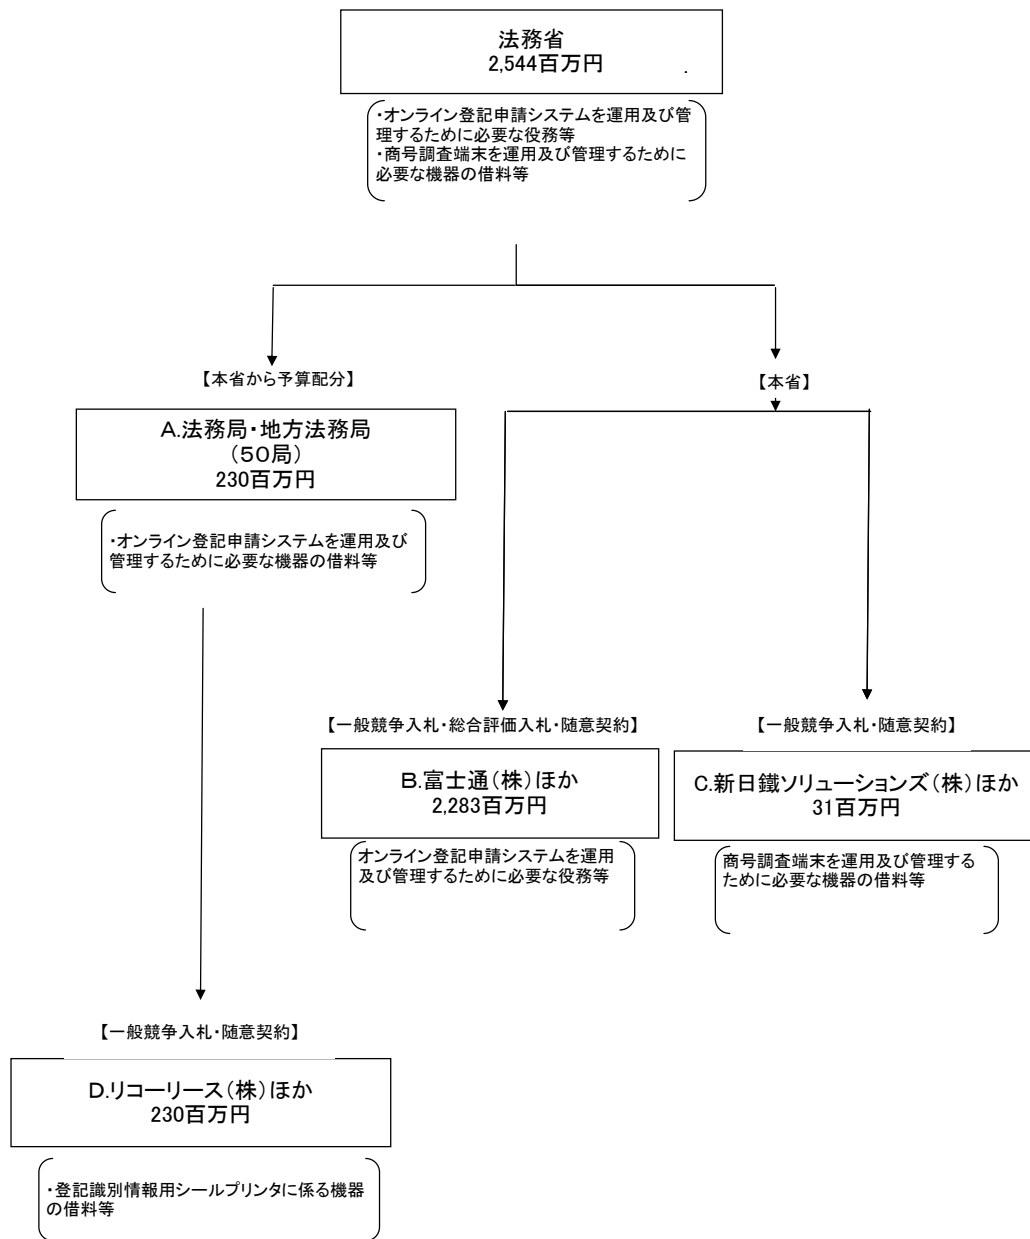 法務省
2,544百万円
.
・オンライン登記申請システムを運用及び管
理するために必要な役務等
・商号調査端末を運用及び管理するために
必要な機器の借料等
【本省から予算配分】
【本省】
A.法務局・地方法務局
（５０局）
230百万円
・オンライン登記申請システムを運用及び
管理するために必要な機器の借料等
【一般競争入札・総合評価入札・随意契約】
【一般競争入札・随意契約】
Ｂ.富士通（株）ほか
2,283百万円
C.新日鐵ソリューションズ（株）ほか
31百万円
オンライン登記申請システムを運用
及び管理するために必要な役務等
商号調査端末を運用及び管理する
ために必要な機器の借料等
【一般競争入札・随意契約】
Ｄ.リコーリース（株）ほか
230百万円
・登記識別情報用シールプリンタに係る機器
の借料等